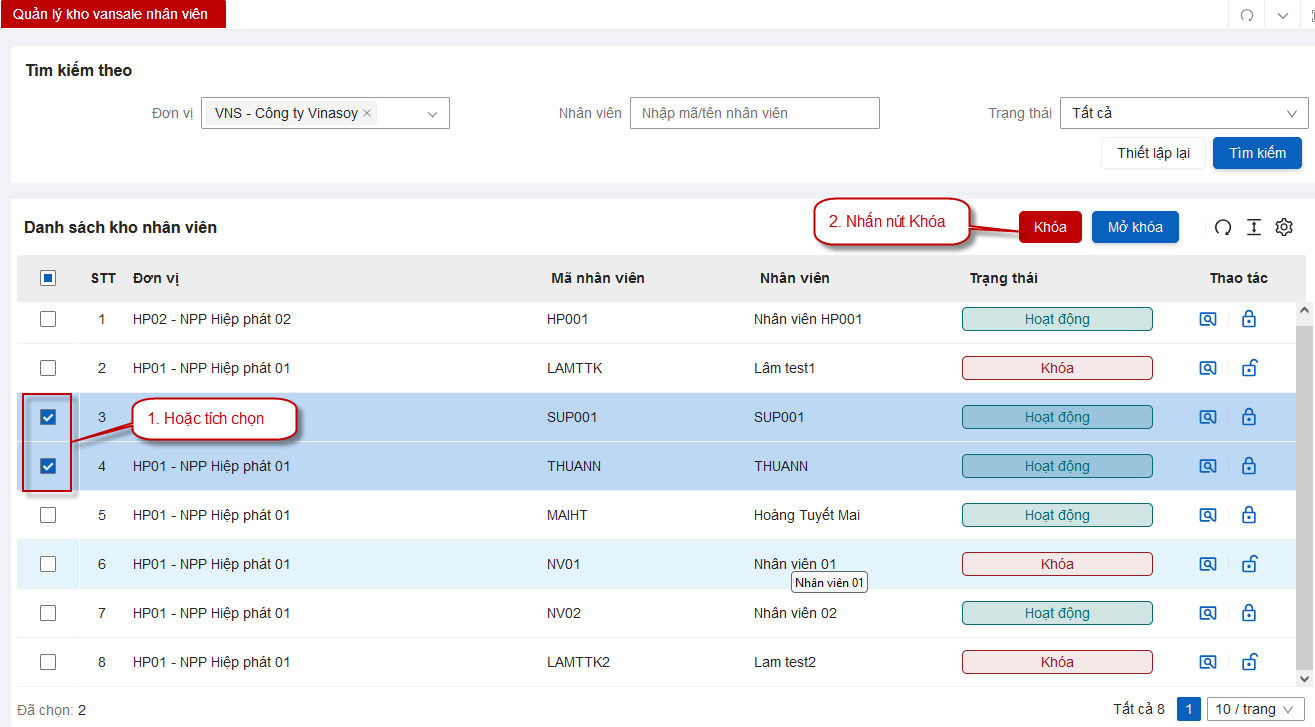 Quản lý kho vansale nhân viên
Tìm kiếm theo
Đơn vị VNS - Công ty Vinasoy × Nhân viên Nhập mã/tên nhân viên Trạng thái Tất cả
Thiết lập lại Tìm kiếm
Danh sách kho nhân viên 2. Nhấn nút Khóa Khóa Mở khóa
STT Đơn vị Mã nhân viên Nhân viên Trạng thái Thao tác
1 HP02 - NPP Hiệp phát 02 HP001 Nhân viên HP001 Hoạt động
2 HP01 - NPP Hiệp phát 01 LAMTTK Lâm test1 Khóa
3 1. Hoặc tích chọn SUP001 SUP001 Hoạt động
4 HP01 - NPP Hiệp phát 01 THUANN THUANN Hoạt động
5 HP01 - NPP Hiệp phát 01 MAIHT Hoàng Tuyết Mai Hoạt động
6 HP01 - NPP Hiệp phát 01 NV01 Nhân viên 01 Khóa
Nhân viên 01
7 HP01 - NPP Hiệp phát 01 NV02 Nhân viên 02 Hoạt động
8 HP01 - NPP Hiệp phát 01 LAMTTK2 Lam test2 Khóa
Đã chọn: 2 Tất cả 8 1 10 / trang